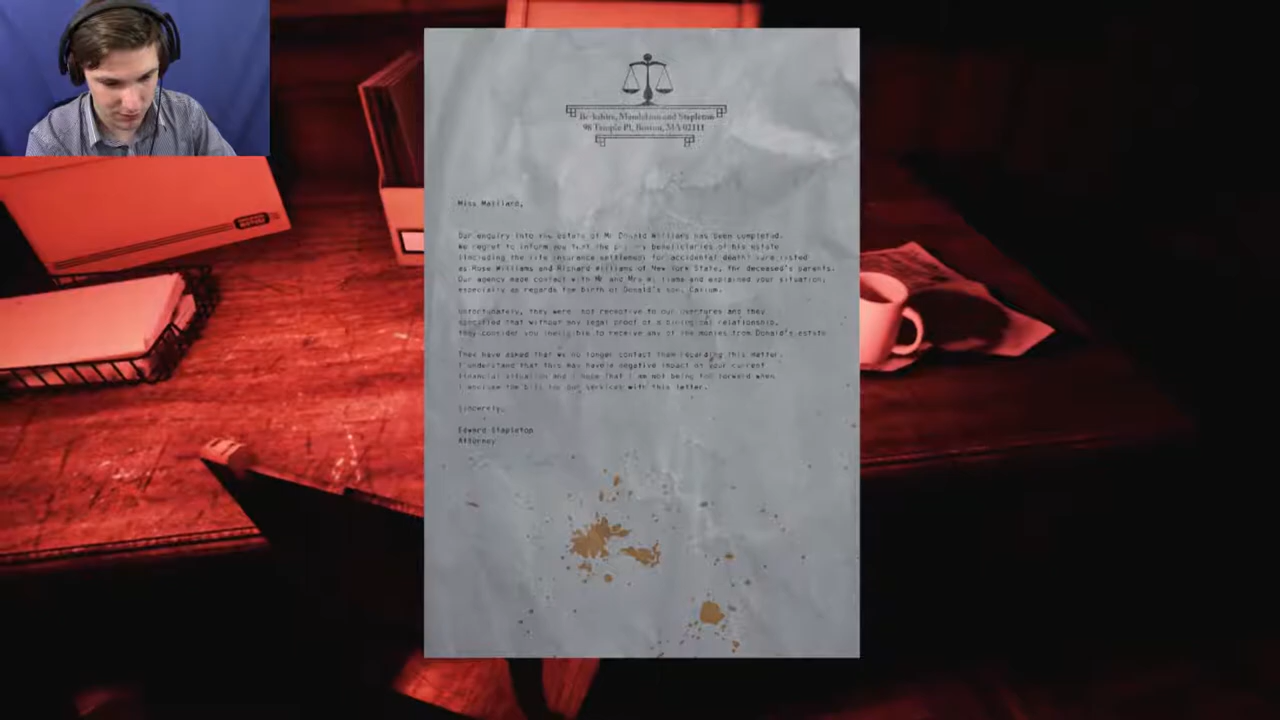 Berkshire, Mendelson and Stapleton
98 Temple Pl, Boston, MA 02111
Miss Maillard,
Our enquiry into the estate of Mr Donald Williams has been completed.
We regret to inform you that the primary beneficiaries of his estate
(including the life insurance settlement for accidental death) were listed
as Rose Williams and Richard Williams of New York State, the deceased's parents.
Our agency made contact with Mr and Mrs Williams and explained your situation,
especially as regards the birth of Donald's son, Callum.
Unfortunately, they were not receptive to our overtures and they
specified that without any legal proof of a biological relationship,
they consider you ineligible to receive any of the monies from Donald's estate
They have asked that we no longer contact them regarding this matter.
I understand that this may have a negative impact on your current
financial situation and I hope that I am not being too forward when
I enclose the bill for our services with this letter.
Sincerely,
Edward Stapleton
Attorney